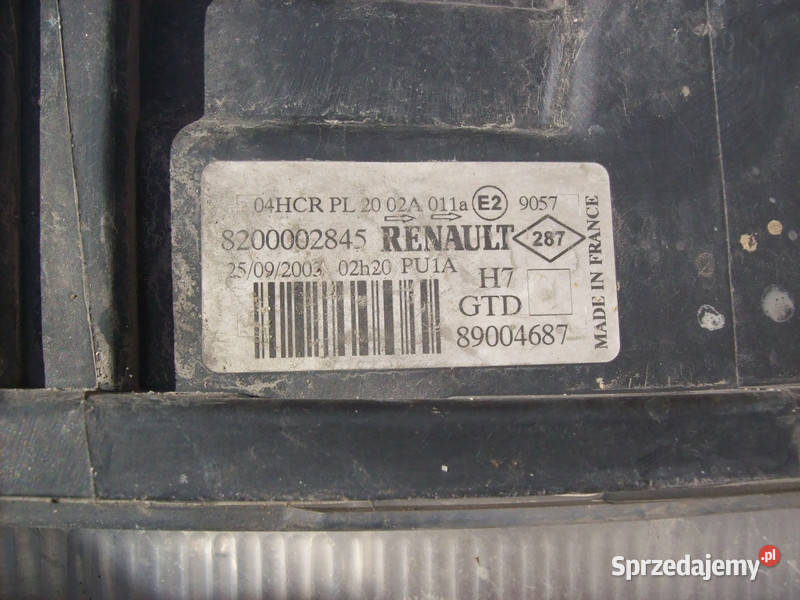 04HCR PL 20 02A 011a E2 9057
8200002845 RENAULT 287
25/09/2003 02h20 PU1A
H7
GTD
89004687
MADE IN FRANCE
Sprzedajemy.pl